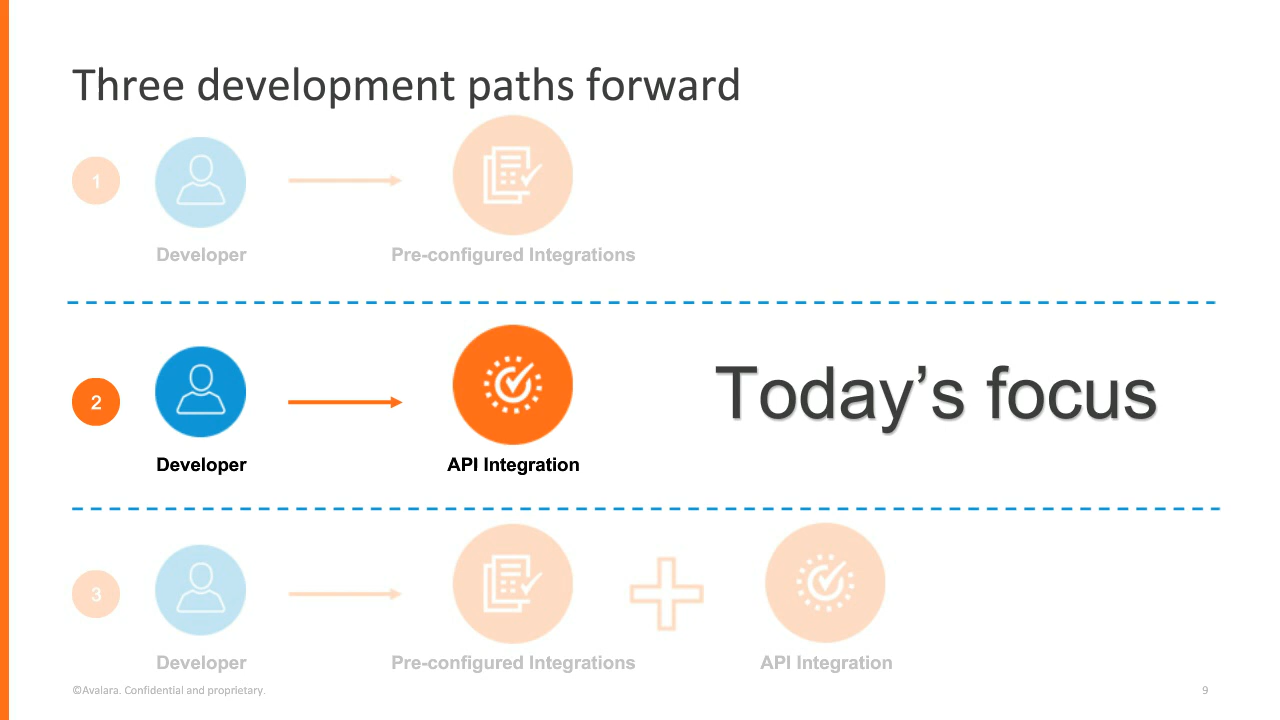 Three development paths forward
1
Developer
Pre-configured Integrations
2
Developer
API Integration
Today’s focus
3
Developer
Pre-configured Integrations
API Integration
©Avalara. Confidential and proprietary.
9